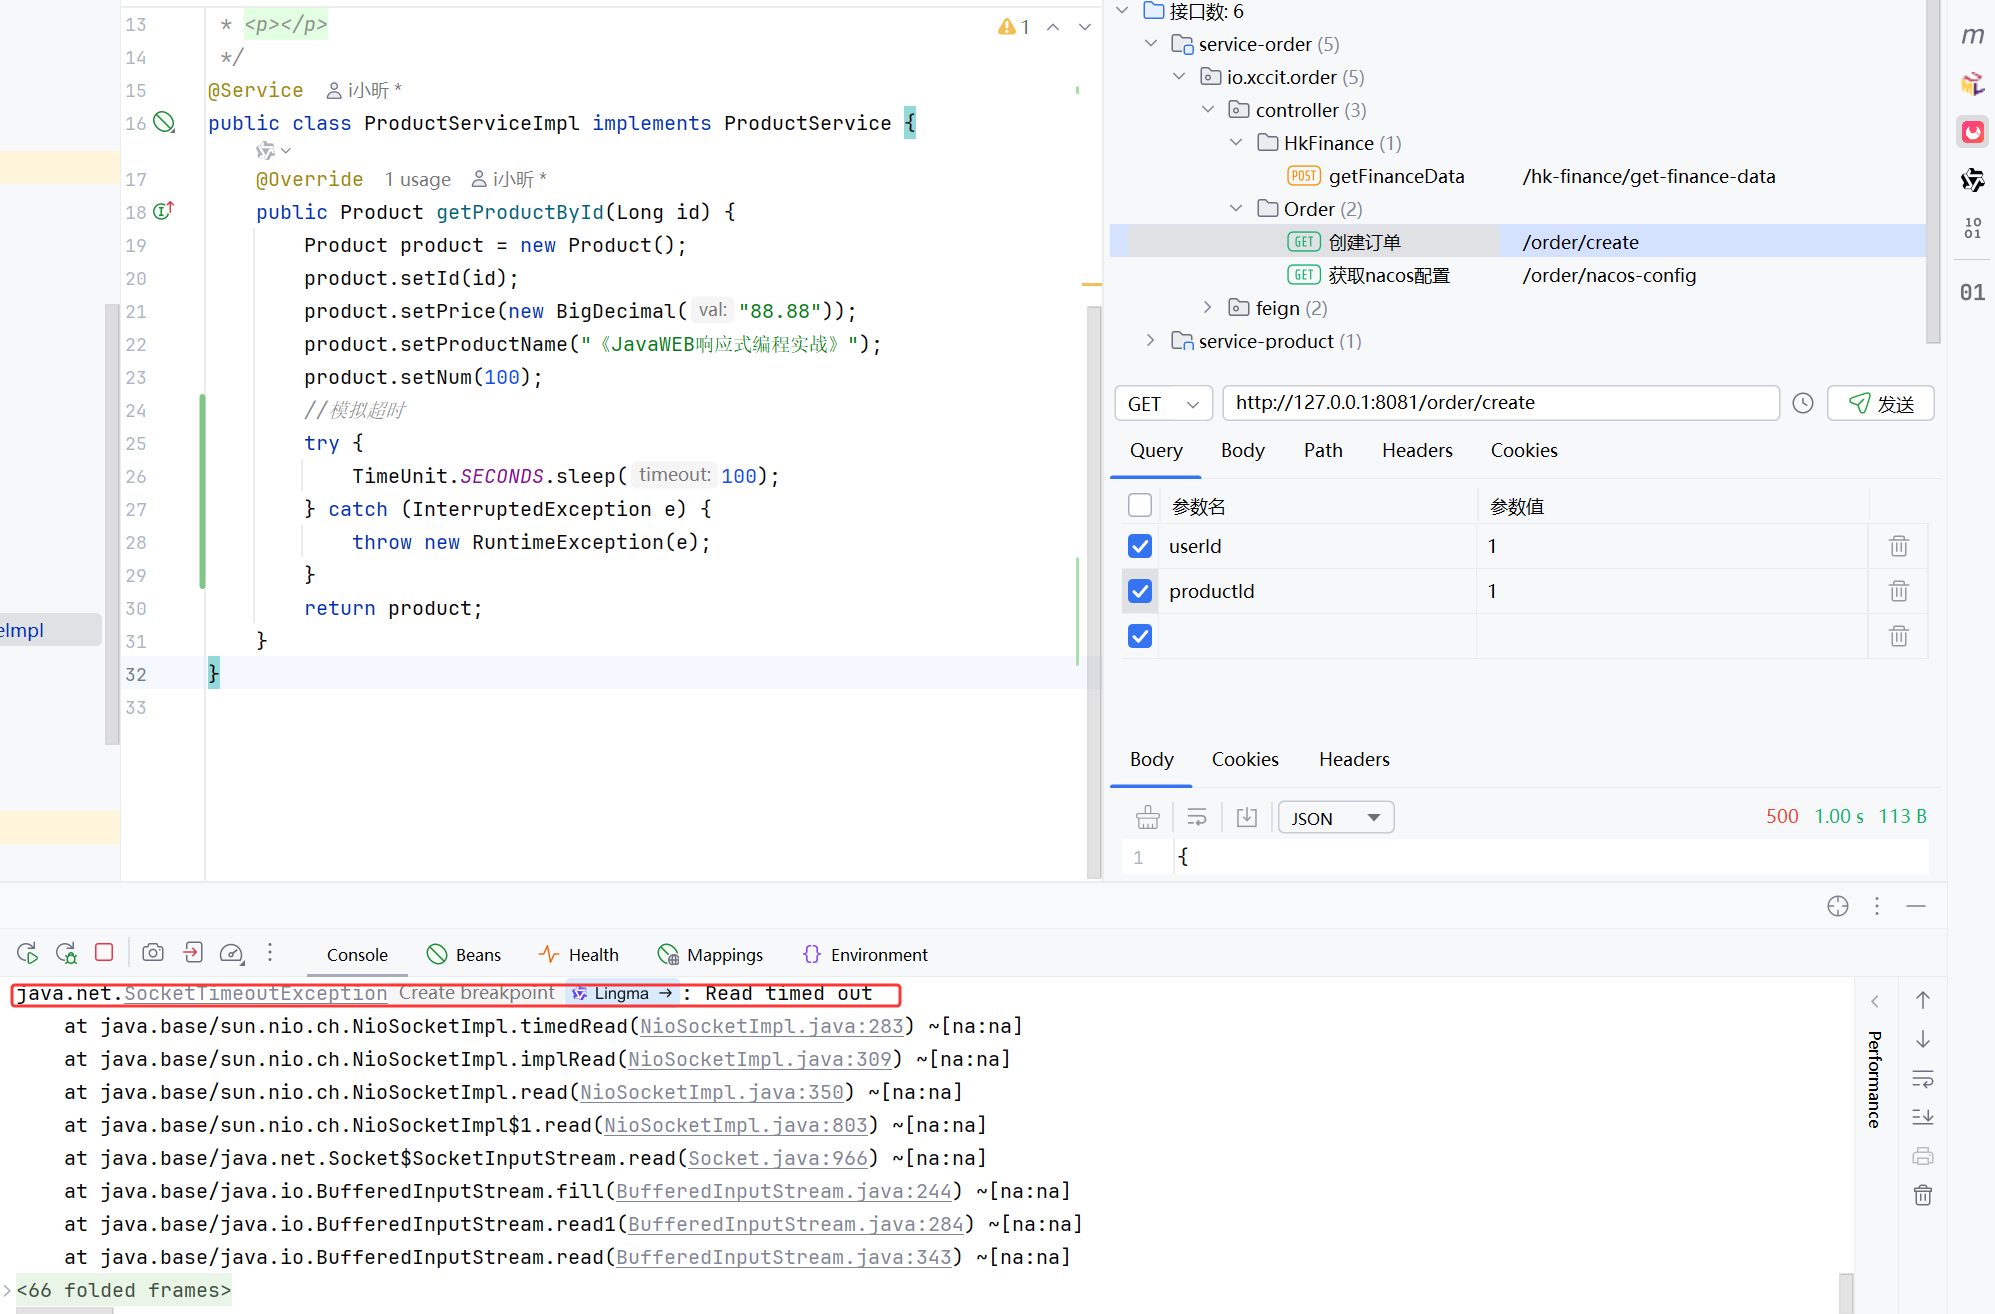 eImpl
13 * <p></p>
14 */
15 @Service i小昕 *
16 public class ProductServiceImpl implements ProductService {
17 @Override 1 usage i小昕 *
18 public Product getProductById(Long id) {
19 Product product = new Product();
20 product.setId(id);
21 product.setPrice(new BigDecimal( val: "88.88"));
22 product.setProductName("《JavaWEB响应式编程实战》");
23 product.setNum(100);
24 //模拟超时
25 try {
26 TimeUnit.SECONDS.sleep( timeout: 100);
27 } catch (InterruptedException e) {
28 throw new RuntimeException(e);
29 }
30 return product;
31 }
32 }
33
1
接口数: 6
service-order (5)
io.xccit.order (5)
controller (3)
HkFinance (1)
POST getFinanceData /hk-finance/get-finance-data
Order (2)
GET 创建订单 /order/create
GET 获取nacos配置 /order/nacos-config
feign (2)
service-product (1)
GET http://127.0.0.1:8081/order/create 发送
Query Body Path Headers Cookies
参数名 参数值
userId 1
productId 1
Body Cookies Headers
JSON 500 1.00 s 113 B
1 {
m
10
01
01
Console Beans Health Mappings Environment
java.net.SocketTimeoutException Create breakpoint Lingma → : Read timed out
at java.base/sun.nio.ch.NioSocketImpl.timedRead(NioSocketImpl.java:283) ~[na:na]
at java.base/sun.nio.ch.NioSocketImpl.implRead(NioSocketImpl.java:309) ~[na:na]
at java.base/sun.nio.ch.NioSocketImpl.read(NioSocketImpl.java:350) ~[na:na]
at java.base/sun.nio.ch.NioSocketImpl$1.read(NioSocketImpl.java:803) ~[na:na]
at java.base/java.net.Socket$SocketInputStream.read(Socket.java:966) ~[na:na]
at java.base/java.io.BufferedInputStream.fill(BufferedInputStream.java:244) ~[na:na]
at java.base/java.io.BufferedInputStream.read1(BufferedInputStream.java:284) ~[na:na]
at java.base/java.io.BufferedInputStream.read(BufferedInputStream.java:343) ~[na:na]
<66 folded frames>
Performance